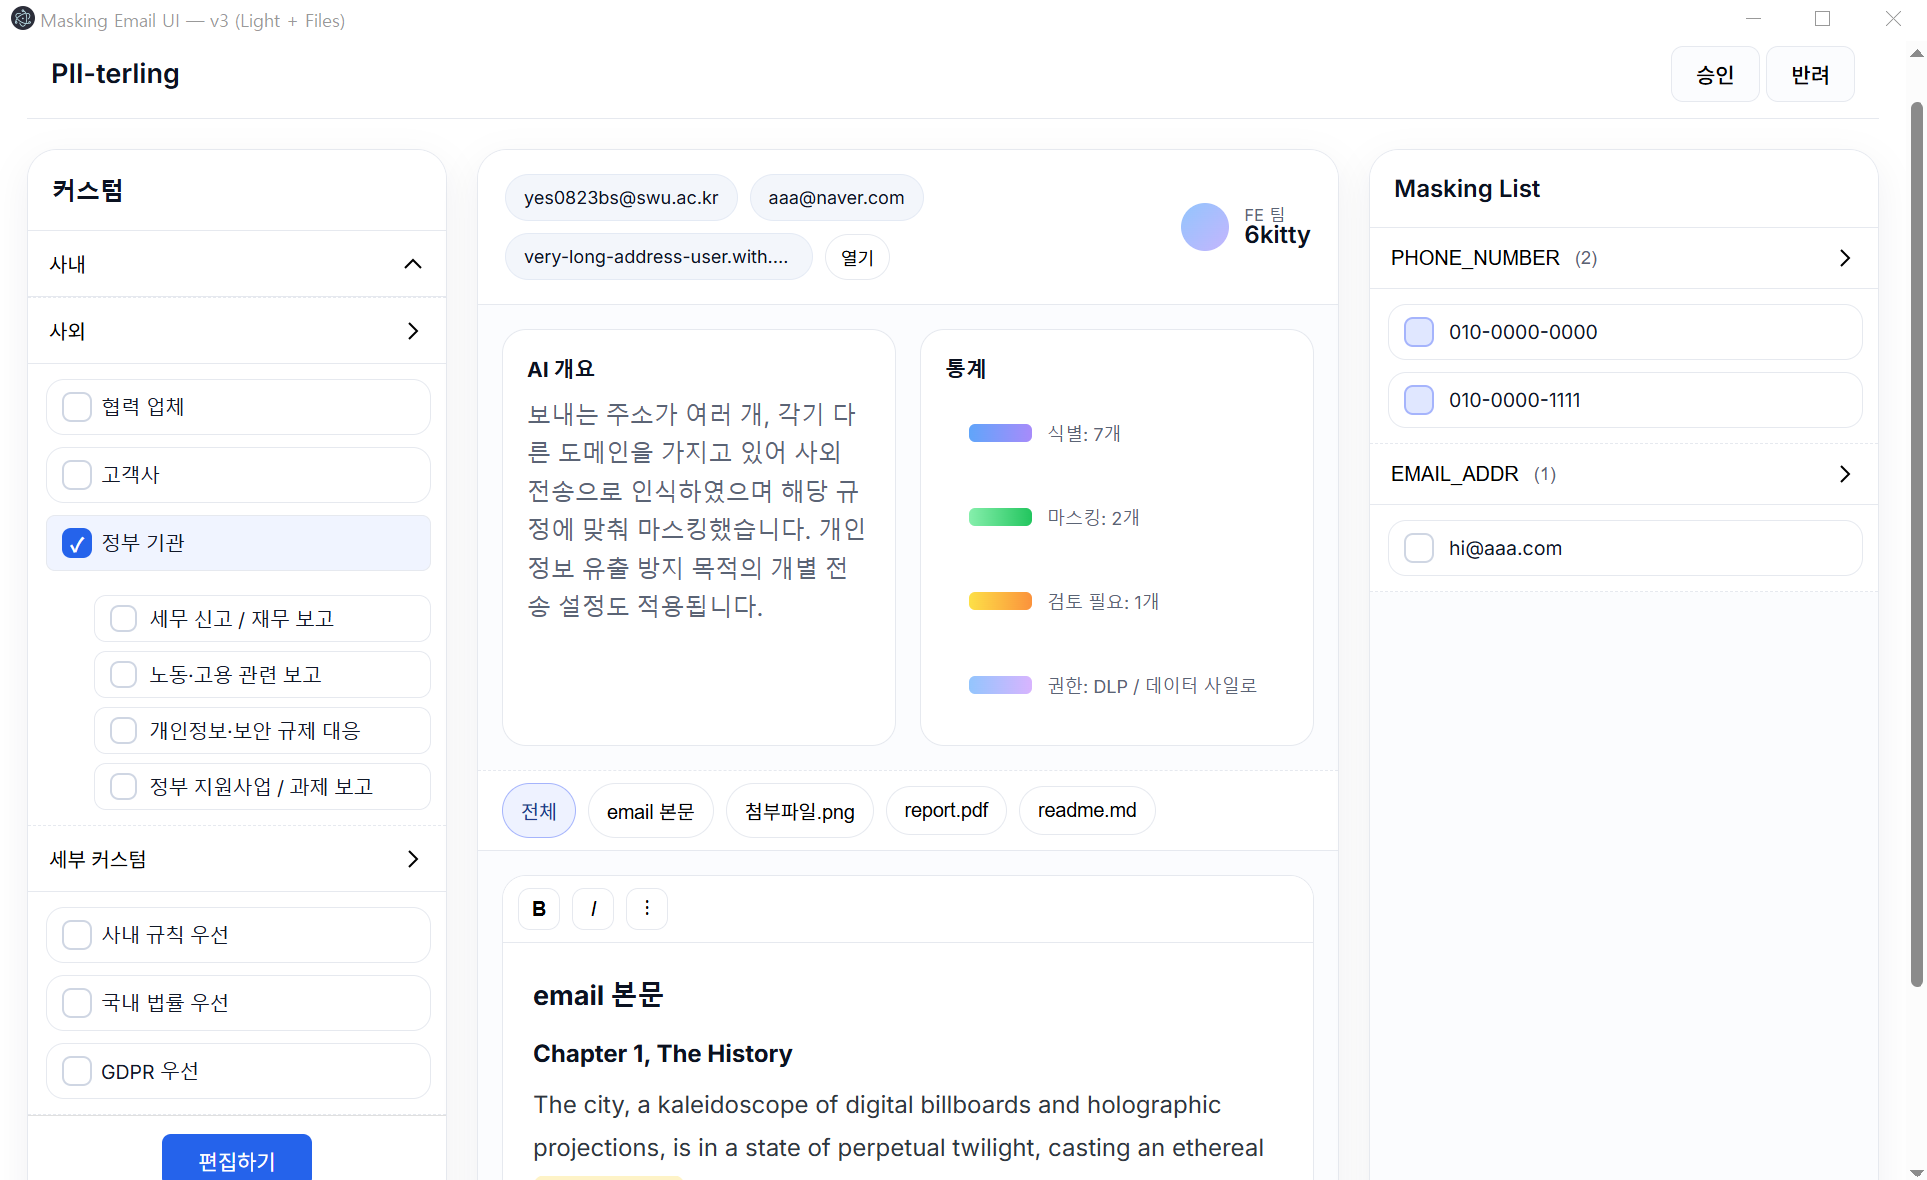 Masking Email UI — v3 (Light + Files)
PII-terling
승인
반려
커스텀
사내
사외
협력 업체
고객사
정부 기관
세무 신고 / 재무 보고
노동·고용 관련 보고
개인정보·보안 규제 대응
정부 지원사업 / 과제 보고
세부 커스텀
사내 규칙 우선
국내 법률 우선
GDPR 우선
편집하기
yes0823bs@swu.ac.kr
aaa@naver.com
very-long-address-user.with....
열기
FE 팀
6kitty
AI 개요
보내는 주소가 여러 개, 각기 다
른 도메인을 가지고 있어 사외
전송으로 인식하였으며 해당 규
정에 맞춰 마스킹했습니다. 개인
정보 유출 방지 목적의 개별 전
송 설정도 적용됩니다.
통계
식별: 7개
마스킹: 2개
검토 필요: 1개
권한: DLP / 데이터 사일로
전체
email 본문
첨부파일.png
report.pdf
readme.md
B
I
⋮
email 본문
Chapter 1, The History
The city, a kaleidoscope of digital billboards and holographic
projections, is in a state of perpetual twilight, casting an ethereal
Masking List
PHONE_NUMBER (2)
010-0000-0000
010-0000-1111
EMAIL_ADDR (1)
hi@aaa.com